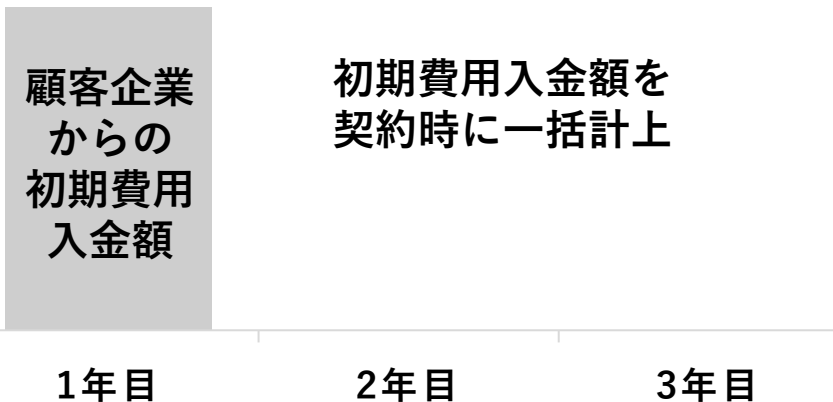 顧客企業
からの
初期費用
入金額
初期費用入金額を
契約時に一括計上
1年目
2年目
3年目